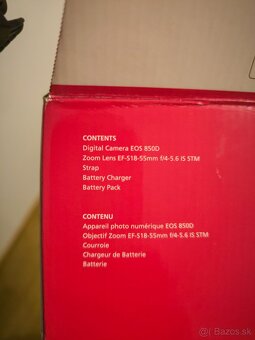 CONTENTS
Digital Camera EOS 850D
Zoom Lens EF-S18-55mm f/4-5.6 IS STM
Strap
Battery Charger
Battery Pack
CONTENU
Appareil photo numérique EOS 850D
Objectif Zoom EF-S18-55mm f/4-5.6 IS STM
Courroie
Chargeur de Batterie
Batterie
Bazos.sk